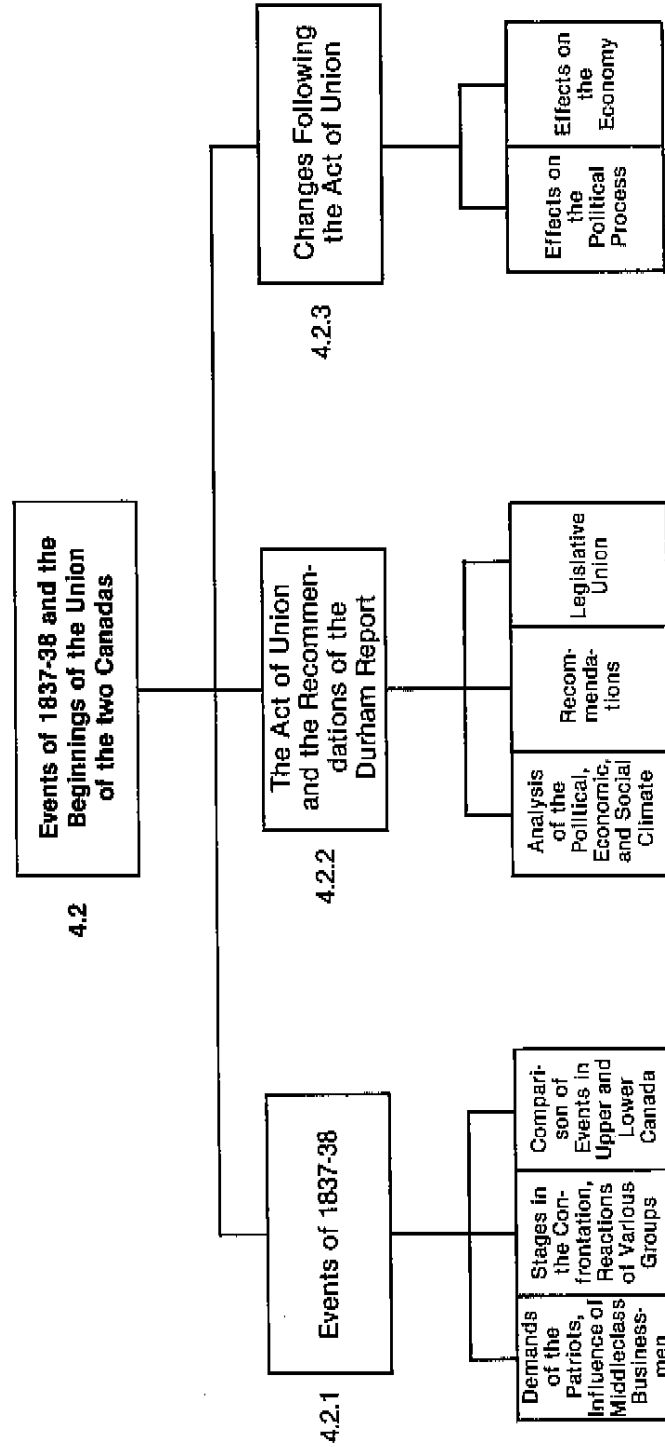 4.2
Events of 1837-38 and the
Beginnings of the Union
of the two Canadas
4.2.1
Events of 1837-38
Demands
of the
Patriots,
Influence of
Middleclass
Business-
men
Stages in
the Con-
frontation,
Reactions
of Various
Groups
Compari-
son of
Events in
Upper and
Lower
Canada
4.2.2
The Act of Union
and the Recommen-
dations of the
Durham Report
Analysis
of the
Political,
Economic,
and Social
Climate
Recom-
menda-
tions
Legislative
Union
4.2.3
Changes Following
the Act of Union
Effects on
the
Political
Process
Effects on
the
Economy